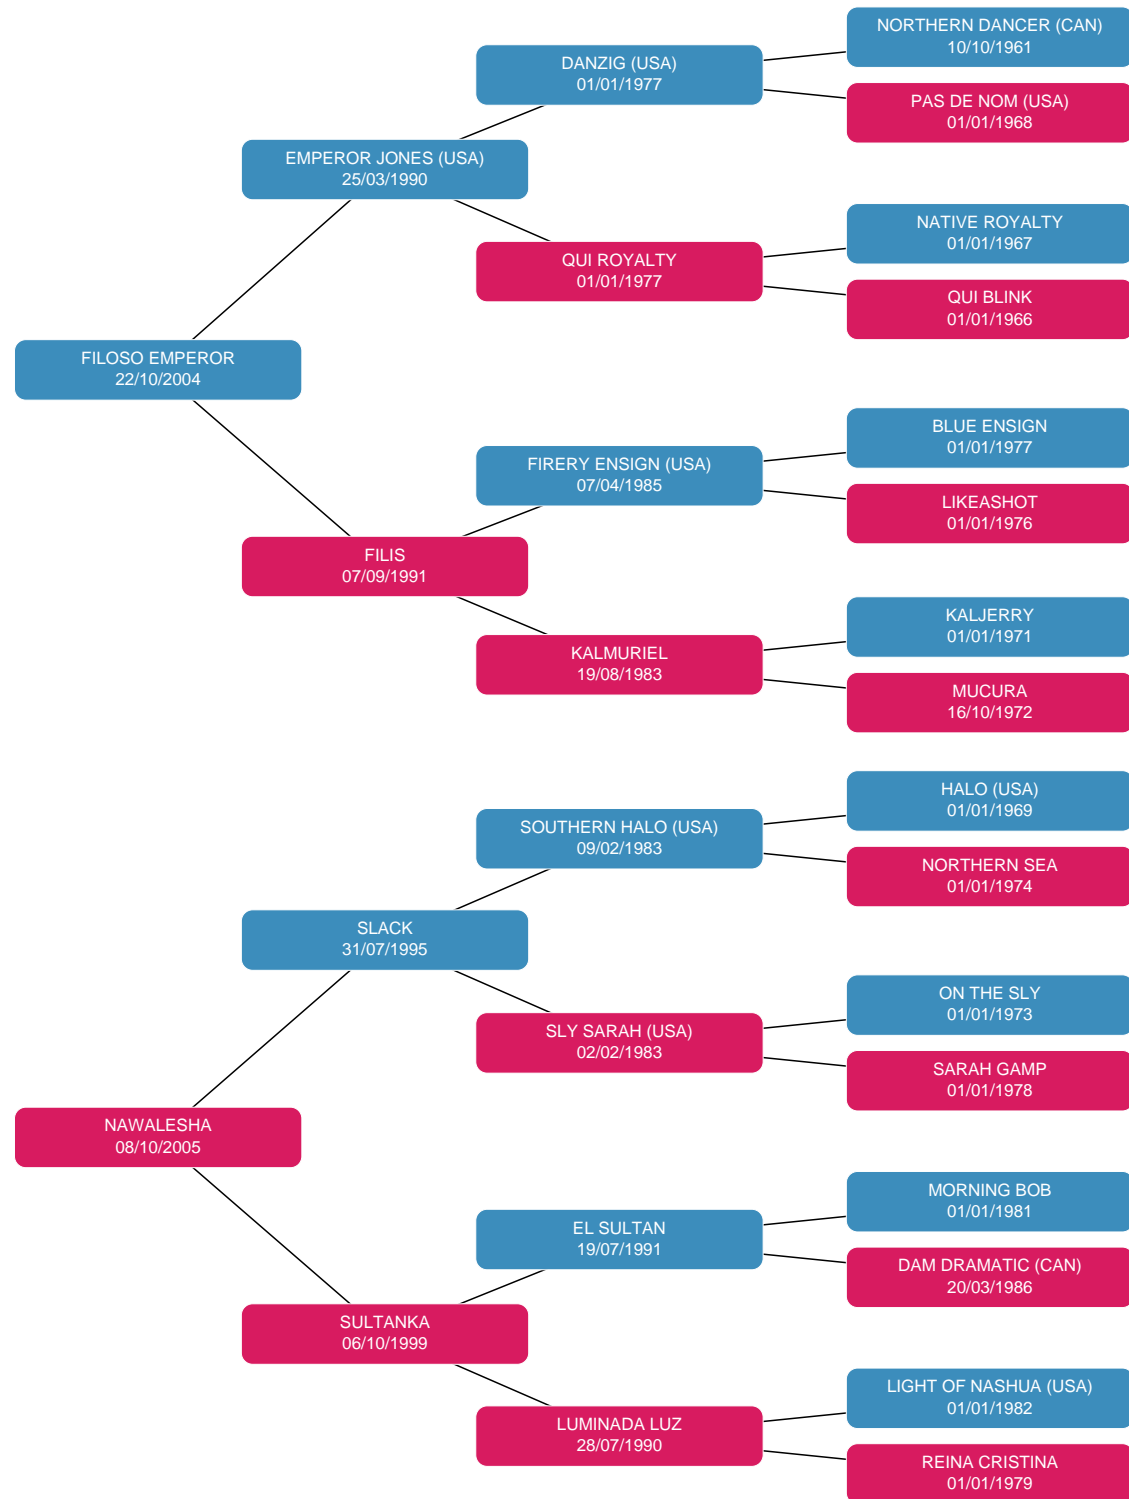 NORTHERN DANCER (CAN)
10/10/1961
DANZIG (USA)
01/01/1977
PAS DE NOM (USA)
01/01/1968
EMPEROR JONES (USA)
25/03/1990
NATIVE ROYALTY
01/01/1967
QUI ROYALTY
01/01/1977
QUI BLINK
01/01/1966
FILOSO EMPEROR
22/10/2004
BLUE ENSIGN
01/01/1977
FIRERY ENSIGN (USA)
07/04/1985
LIKEASHOT
01/01/1976
FILIS
07/09/1991
KALJERRY
01/01/1971
KALMURIEL
19/08/1983
MUCURA
16/10/1972
HALO (USA)
01/01/1969
SOUTHERN HALO (USA)
09/02/1983
NORTHERN SEA
01/01/1974
SLACK
31/07/1995
ON THE SLY
01/01/1973
SLY SARAH (USA)
02/02/1983
SARAH GAMP
01/01/1978
NAWALESHA
08/10/2005
MORNING BOB
01/01/1981
EL SULTAN
19/07/1991
DAM DRAMATIC (CAN)
20/03/1986
SULTANKA
06/10/1999
LIGHT OF NASHUA (USA)
01/01/1982
LUMINADA LUZ
28/07/1990
REINA CRISTINA
01/01/1979